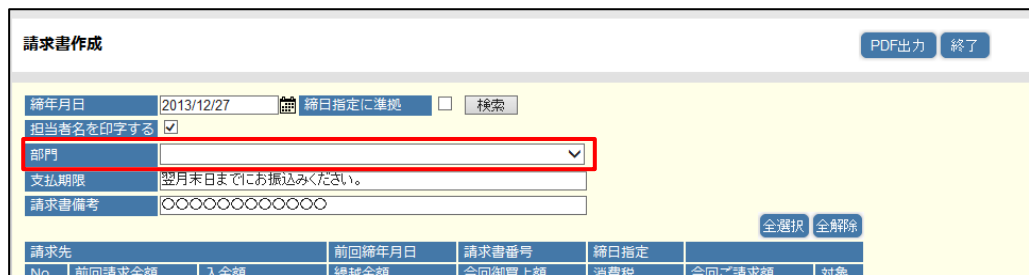 請求書作成 PDF出力 終了
締年月日 2013/12/27 締日指定に準拠 検索
担当者名を印字する
部門
支払期限 翌月末日までにお振込みください。
請求書備考 〇〇〇〇〇〇〇〇〇〇〇〇
全選択 全解除
請求先 前回締年月日 請求書番号 締日指定
No 前回請求金額 入金額 繰越金額 今回御買上額 消費税 今回ご請求額 対象